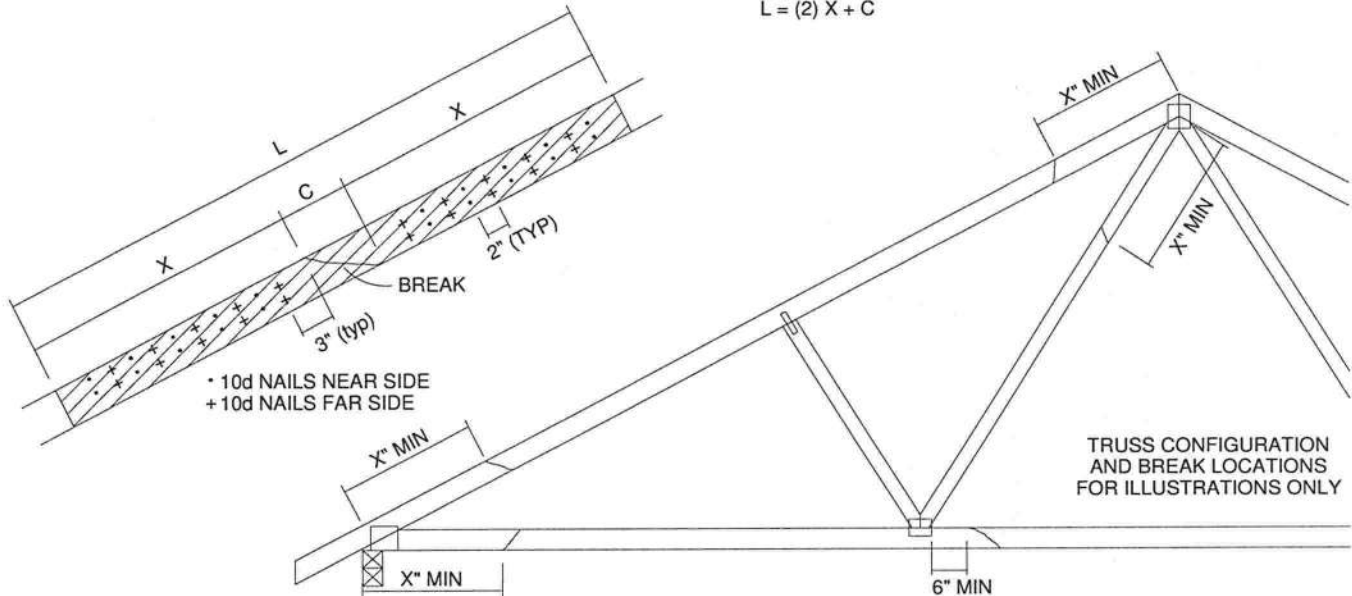 L = (2) X + C
X" MIN
X
L
C
X" MIN
X
2" (TYP)
BREAK
3" (typ)
• 10d NAILS NEAR SIDE
+ 10d NAILS FAR SIDE
X" MIN
TRUSS CONFIGURATION
AND BREAK LOCATIONS
FOR ILLUSTRATIONS ONLY
X" MIN
6" MIN